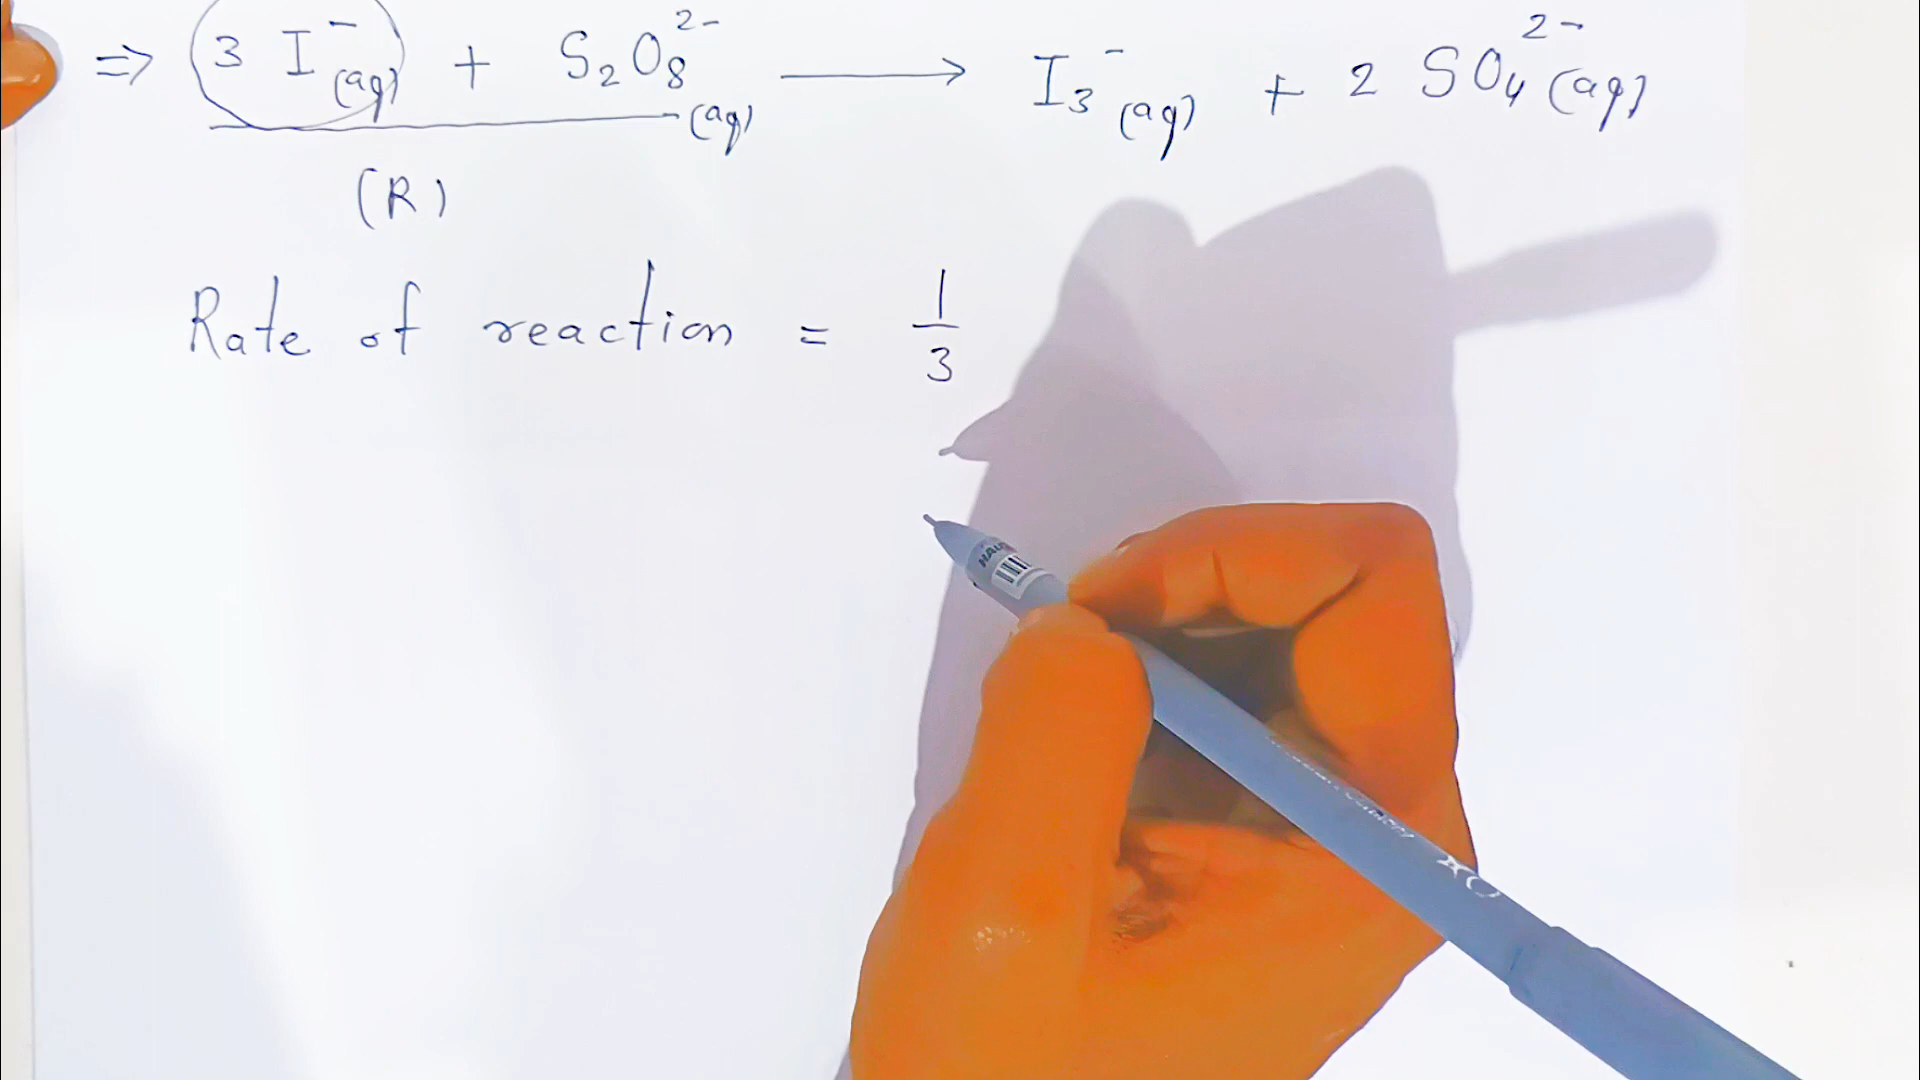 ⇒ 3 I⁻(aq) + S₂O₈²⁻(aq) ⟶ I₃⁻(aq) + 2 SO₄²⁻(aq)
(R)
Rate of reaction = 1/3